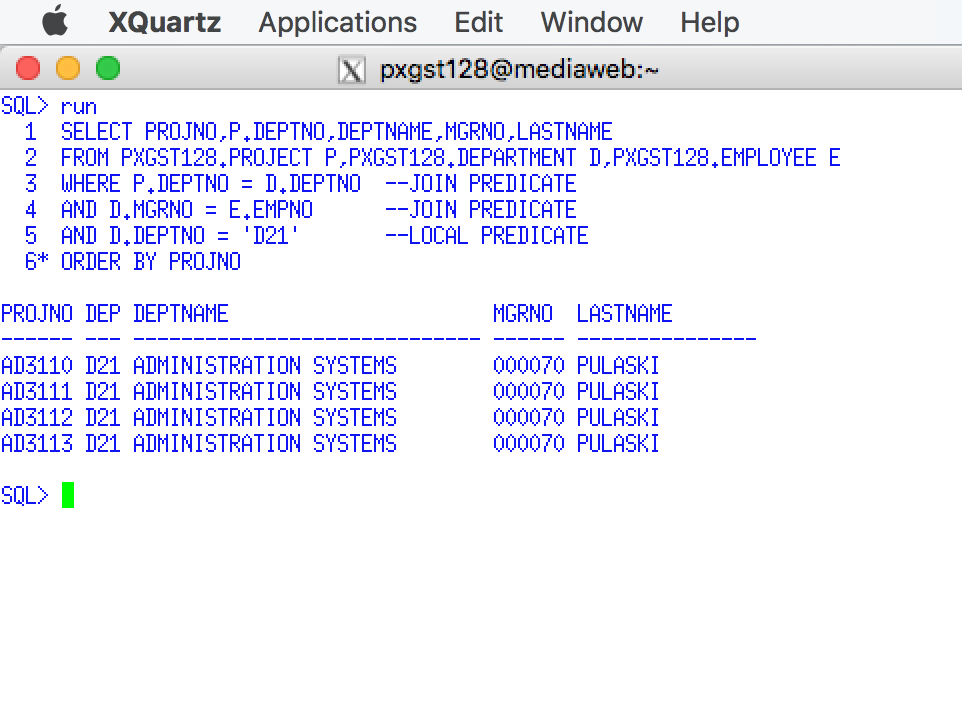 XQuartz Applications Edit Window Help
X pxgst128@mediaweb:~
SQL> run
  1  SELECT PROJNO,P.DEPTNO,DEPTNAME,MGRNO,LASTNAME
  2  FROM PXGST128.PROJECT P,PXGST128.DEPARTMENT D,PXGST128.EMPLOYEE E
  3  WHERE P.DEPTNO = D.DEPTNO  --JOIN PREDICATE
  4  AND D.MGRNO = E.EMPNO      --JOIN PREDICATE
  5  AND D.DEPTNO = 'D21'       --LOCAL PREDICATE
  6* ORDER BY PROJNO
PROJNO DEP DEPTNAME                      MGRNO  LASTNAME
------ --- ----------------------------- ------ ---------------
AD3110 D21 ADMINISTRATION SYSTEMS        000070 PULASKI
AD3111 D21 ADMINISTRATION SYSTEMS        000070 PULASKI
AD3112 D21 ADMINISTRATION SYSTEMS        000070 PULASKI
AD3113 D21 ADMINISTRATION SYSTEMS        000070 PULASKI
SQL>